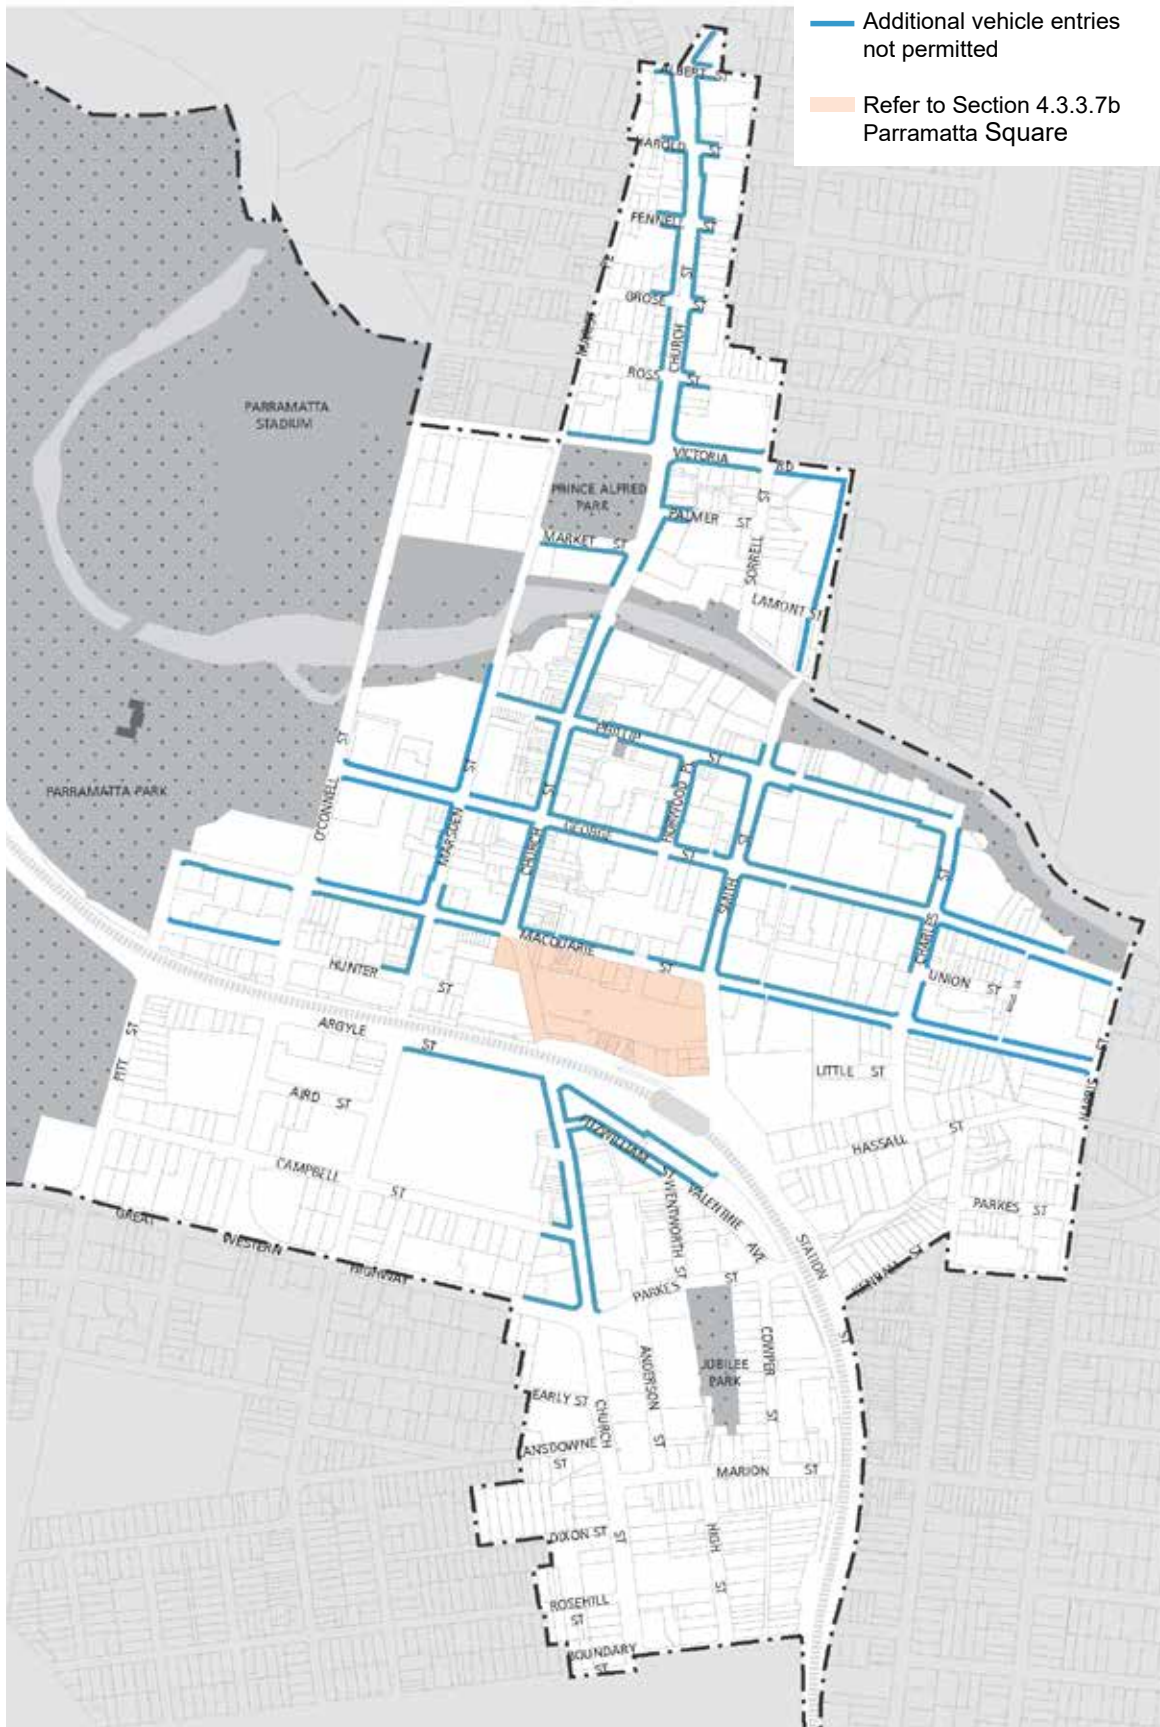 Additional vehicle entries
not permitted
Refer to Section 4.3.3.7b
Parramatta Square
ALBERT ST
HAROLD ST
FENNELL ST
ST
GROSE ST
CHURCH
ROSS ST
PARRAMATTA
STADIUM
VICTORIA RD
PRINCE ALFRED
PARK
PALMER ST
ST
MARKET ST
SORRELL
LAMONT ST
PHILLIP ST
ST
ST
ST
HORWOOD PL
PARRAMATTA PARK
O'CONNELL
MARSDEN
CHURCH
GEORGE ST
ST
ST
SMITH
CHARLES
MACQUARIE ST
HUNTER ST
UNION ST
ARGYLE ST
PITT ST
LITTLE ST
ST
HARRIS
AIRD ST
FITZWILLIAM ST
HASSALL ST
CAMPBELL ST
WENTWORTH ST
VALENTINE AVE
PARKES ST
GREAT WESTERN HIGHWAY
STATION ST
PARKES ST
COWPER ST
JUBILEE
PARK
ANDERSON ST
EARLY ST
CHURCH ST
ANSDOWNE
ST
MARION ST
DIXON ST
HIGH ST
ROSEHILL
ST
BOUNDARY
ST